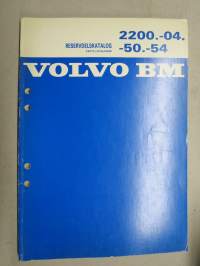 2200.-04.
-50.-54
RESERVDELSKATALOG
VOLVO BM